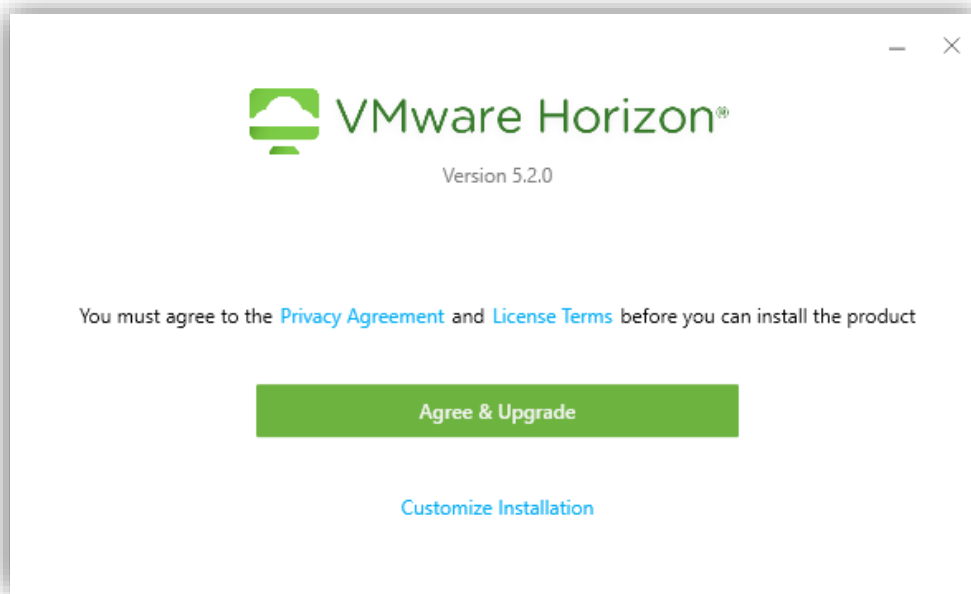 VMware Horizon®
Version 5.2.0
You must agree to the Privacy Agreement and License Terms before you can install the product
Agree & Upgrade
Customize Installation